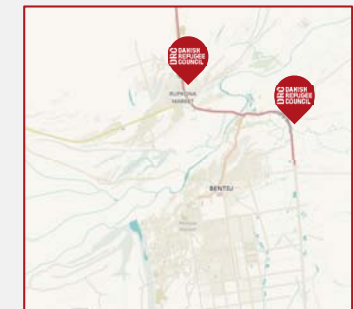 DRC DANISH
REFUGEE
COUNCIL
DRC DANISH
REFUGEE
COUNCIL
RUPKONA
MARKET
BENTIU